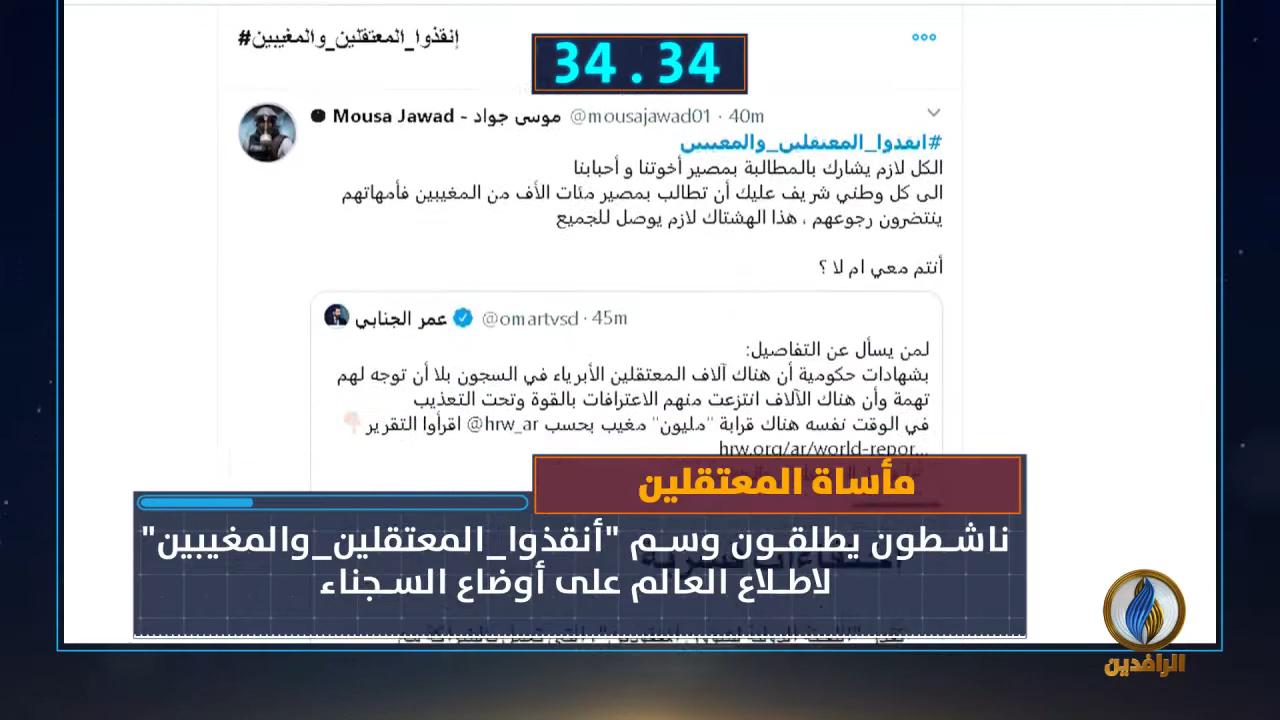 #إنقذوا_المعتقلين_والمغيبين
34.34
Mousa Jawad - موسى جواد @mousajawad01 · 40m
#انقذوا_المعتقلين_والمغيبين
الكل لازم يشارك بالمطالبة بمصير أخوتنا و أحبابنا
الى كل وطني شريف عليك أن تطالب بمصير مئات الأف من المغيبين فأمهاتهم
ينتضرون رجوعهم ، هذا الهشتاك لازم يوصل للجميع
أنتم معي ام لا ؟
عمر الجنابي @omartvsd · 45m
لمن يسأل عن التفاصيل:
بشهادات حكومية أن هناك آلاف المعتقلين الأبرياء في السجون بلا أن توجه لهم
تهمة وأن هناك الآلاف انتزعت منهم الاعترافات بالقوة وتحت التعذيب
في الوقت نفسه هناك قرابة "مليون" مغيب بحسب @hrw_ar اقرأوا التقرير
hrw.org/ar/world-repor...
مأساة المعتقلين
ناشطون يطلقون وسم "أنقذوا_المعتقلين_والمغيبين"
لاطلاع العالم على أوضاع السجناء
الرافدين